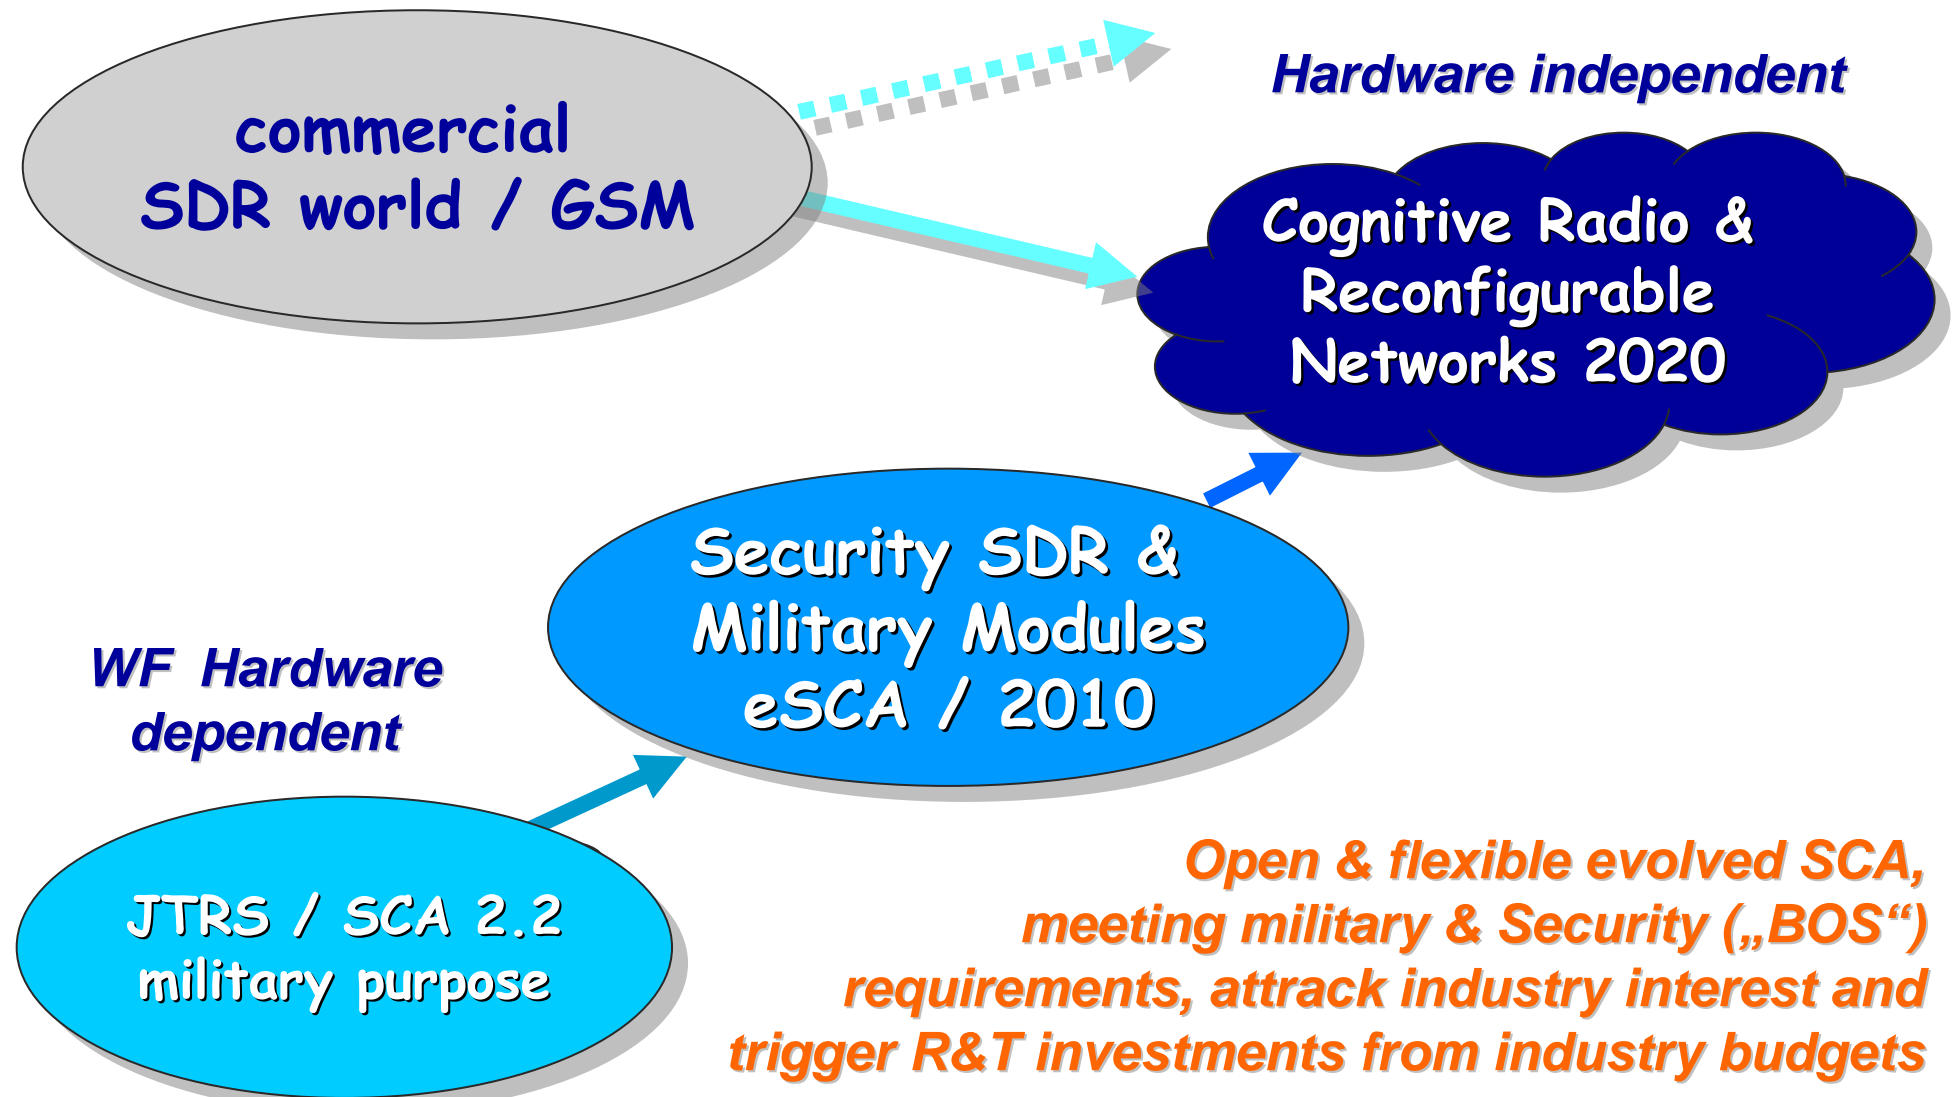 commercial
SDR world / GSM
Hardware independent
Cognitive Radio &
Reconfigurable
Networks 2020
Security SDR &
Military Modules
eSCA / 2010
WF Hardware
dependent
JTRS / SCA 2.2
military purpose
Open & flexible evolved SCA,
meeting military & Security („BOS“)
requirements, attrack industry interest and
trigger R&T investments from industry budgets